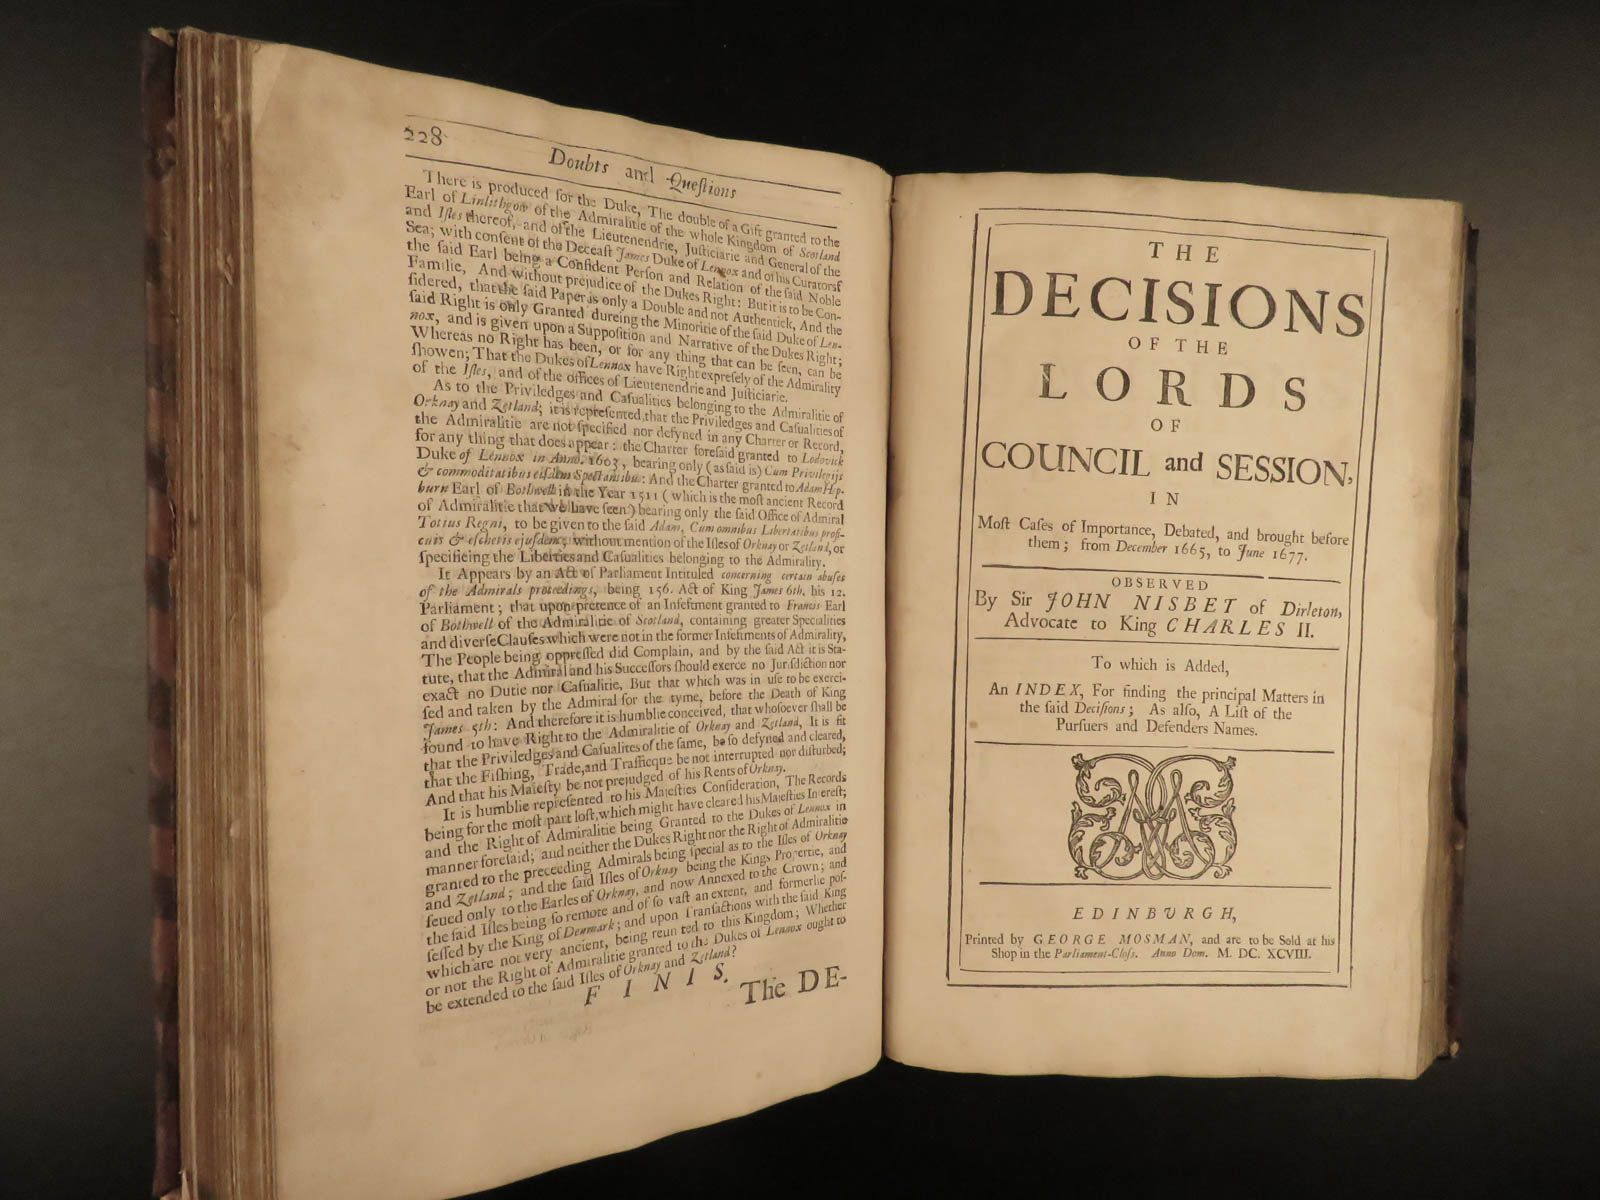 228
Doubts and Queſtions
There is produced for the Duke, The double of a Gift granted to the
Earl of Linlithgow of the Admiralitie of the whole Kingdom of Scotland
and Iſles thereof, and of the Lieutenendrie, Juſticiarie and General of the
Sea; with conſent of the Deceaſt James Duke of Lennox and of his Curators
the ſaid Earl being a Confident Perſon and Relation of the ſaid Noble
Familie, And without prejudice of the Dukes Right: But it is to be Con-
ſidered, that the ſaid Paper is only a Double and not Authentick, And the
ſaid Right is only Granted dureing the Minoritie of the ſaid Duke of Len-
nox, and is given upon a Suppoſition and Narrative of the Dukes Right;
Whereas no Right has been, or for any thing that can be ſeen, can be
ſhowen; That the Dukes of Lennox have Right expreſely of the Admirality
of the Iſles, and of the offices of Lieutenendrie and Juſticiarie.
As to the Priviledges and Caſualities belonging to the Admiralitie of
Orknay and Zetland; it is repreſented, that the Priviledges and Caſualities of
the Admiralitie are not ſpecified nor defyned in any Charter or Record,
for any thing that does appear: the Charter foreſaid granted to Lodovick
Duke of Lennox in Anno. 1603, bearing only (as ſaid is) Cum Privilegijs
& commoditatibus eiſdem Spectantibus: And the Charter granted to Adam Hep-
burn Earl of Bothwell in the Year 1511 (which is the moſt ancient Record
of Admiralitie that we have ſeen) bearing only the ſaid Office of Admiral
Totius Regni, to be given to the ſaid Adam, Cum omnibus Libertatibus profi-
cuis & eſchetis ejuſdem, without mention of the Iſles of Orknay or Zetland, or
ſpecifieing the Liberties and Caſualities belonging to the Admirality.
It Appears by an Act of Parliament Intituled concerning certain abuſes
of the Admirals proceedings, being 156. Act of King James 6th. his 12.
Parliament; that upon pretence of an Infeftment granted to Francis Earl
of Bothwell of the Admiralitie of Scotland, containing greater Specialities
and diverſe Clauſes which were not in the former Infeftments of Admirality,
The People being oppreſſed did Complain, and by the ſaid Act it is Sta-
tute, that the Admiral and his Succeſſors ſhould exerce no Juriſdiction nor
exact no Dutie nor Caſualitie, But that which was in uſe to be exerci-
ſed and taken by the Admiral for the tyme, before the Death of King
James 5th: And therefore it is humblie conceived, that whoſoever ſhall be
found to have Right to the Admiralitie of Orknay and Zetland, It is fit
that the Priviledges and Caſualites of the ſame, be ſo defyned and cleared,
that the Fiſhing, Trade, and Trafficque be not interrupted nor diſturbed;
And that his Majeſty be not prejudged of his Rents of Orknay.
It is humblie repreſented to his Majeſties Conſideration, The Records
being for the moſt part loſt, which might have cleared his Majeſties Intereſt;
and the Right of Admiralitie being Granted to the Dukes of Lennox in
manner foreſaid; and neither the Dukes Right nor the Right of Admiralitie
granted to the preceeding Admirals being ſpecial as to the Iſles of Orkney
and Zetland; and the ſaid Iſles of Orknay being the Kings Propertie, and
ſeued only to the Earles of Orknay, and now Annexed to the Crown; and
the ſaid Iſles being ſo remote and of ſo vaſt an extent, and formerlie poſ-
ſeſſed by the King of Denmark; and upon Tranſactions with the ſaid King
which are not very ancient, being reunited to this Kingdom; Whether
or not the Right of Admiralitie granted to the Dukes of Lennox ought to
be extended to the ſaid Iſles of Orknay and Zetland?
FINIS.
The DE-
THE
DECISIONS
OF THE
LORDS
OF
COUNCIL and SESSION,
IN
Moſt Caſes of Importance, Debated, and brought before
them; from December 1665, to June 1677.
OBSERVED
By Sir JOHN NISBET of Dirleton,
Advocate to King CHARLES II.
To which is Added,
An INDEX, For finding the principal Matters in
the ſaid Deciſions; As alſo, A Liſt of the
Purſuers and Defenders Names.
EDINBURGH,
Printed by GEORGE MOSMAN, and are to be Sold at his
Shop in the Parliament-Cloſs. Anno Dom. M. DC. XCVIII.